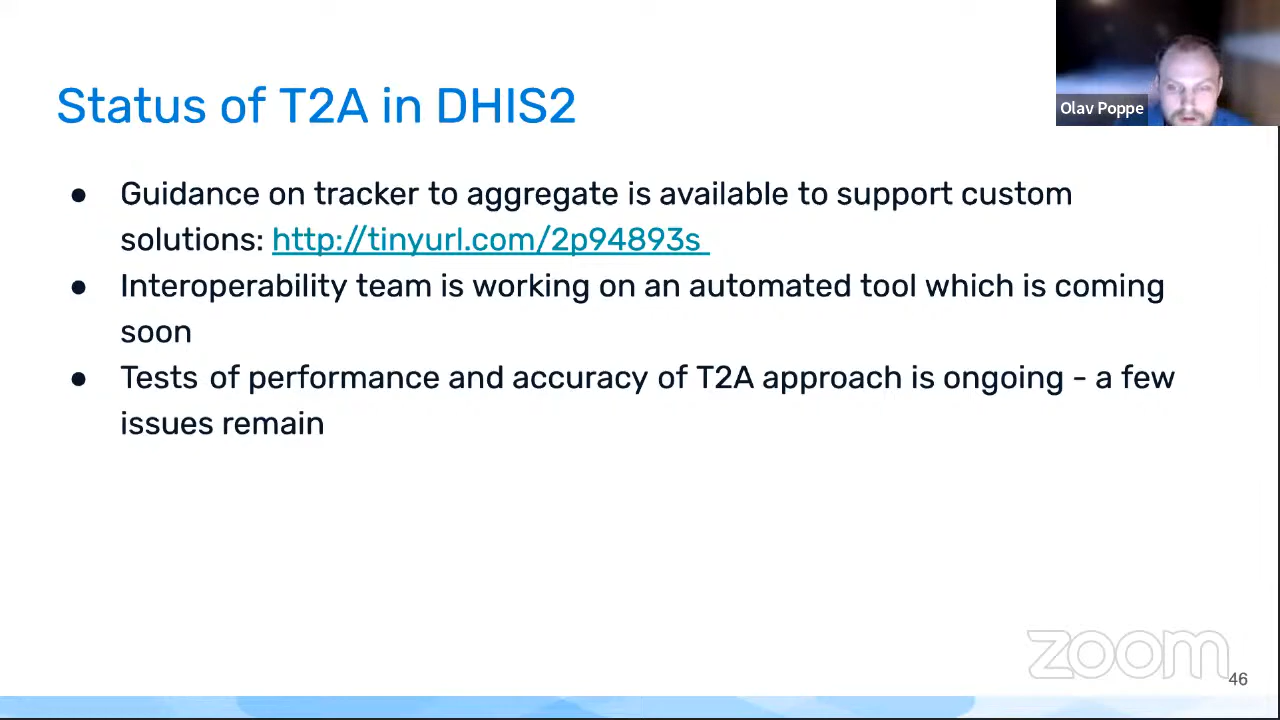 Olav Poppe
Status of T2A in DHIS2
● Guidance on tracker to aggregate is available to support custom
solutions: http://tinyurl.com/2p94893s
● Interoperability team is working on an automated tool which is coming
soon
● Tests of performance and accuracy of T2A approach is ongoing - a few
issues remain
zoom
46